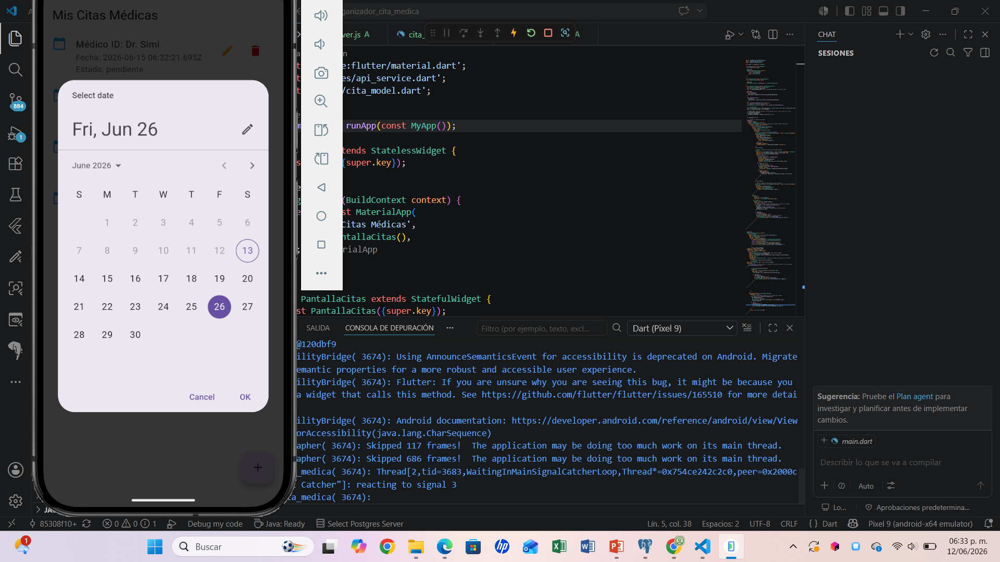 Mis Citas Médicas
Médico ID: Dr. Simi
Fecha: 2026-06-15 06:32:21.695Z
Estado: pendiente
Select date
Fri, Jun 26
June 2026
S M T W T F S
1 2 3 4 5 6
7 8 9 10 11 12 13
14 15 16 17 18 19 20
21 22 23 24 25 26 27
28 29 30
Cancel OK
884
1
ganizador_cita_medica
ver.js A
cita_ A
n
e:flutter/material.dart';
es/api_service.dart';
/cita_model.dart';
runApp(const MyApp());
tends StatelessWidget {
{super.key});
(BuildContext context) {
st MaterialApp(
Citas Médicas',
ntallaCitas(),
; rialApp
PantallaCitas extends StatefulWidget {
st PantallaCitas({super.key});
SALIDA CONSOLA DE DEPURACIÓN
Filtro (por ejemplo, texto, excl...
Dart (Pixel 9)
@120dbf9
ilityBridge( 3674): Using AnnounceSemanticsEvent for accessibility is deprecated on Android. Migrate
emantic properties for a more robust and accessible user experience.
ilityBridge( 3674): Flutter: If you are unsure why you are seeing this bug, it might be because you
a widget that calls this method. See https://github.com/flutter/flutter/issues/165510 for more detai
ilityBridge( 3674): Android documentation: https://developer.android.com/reference/android/view/View
orAccessibility(java.lang.CharSequence)
apher( 3674): Skipped 117 frames!  The application may be doing too much work on its main thread.
apher( 3674): Skipped 686 frames!  The application may be doing too much work on its main thread.
_medica( 3674): Thread[2,tid=3683,WaitingInMainSignalCatcherLoop,Thread*=0x754ce242c2c0,peer=0x2000c
l Catcher"]: reacting to signal 3
ta_medica( 3674):
CHAT
SESIONES
Sugerencia: Pruebe el Plan agent para
investigar y planificar antes de implementar
cambios.
main.dart
Describir lo que se va a compilar
Auto
Lo... Aprobaciones predetermina...
JA
85308f10+ 0 0 1 Debug my code Java: Ready Select Postgres Server
Lín. 5, col. 38 Espacios: 2 UTF-8 CRLF {} Dart Pixel 9 (android-x64 emulator)
1
Buscar
06:33 p. m.
12/06/2026